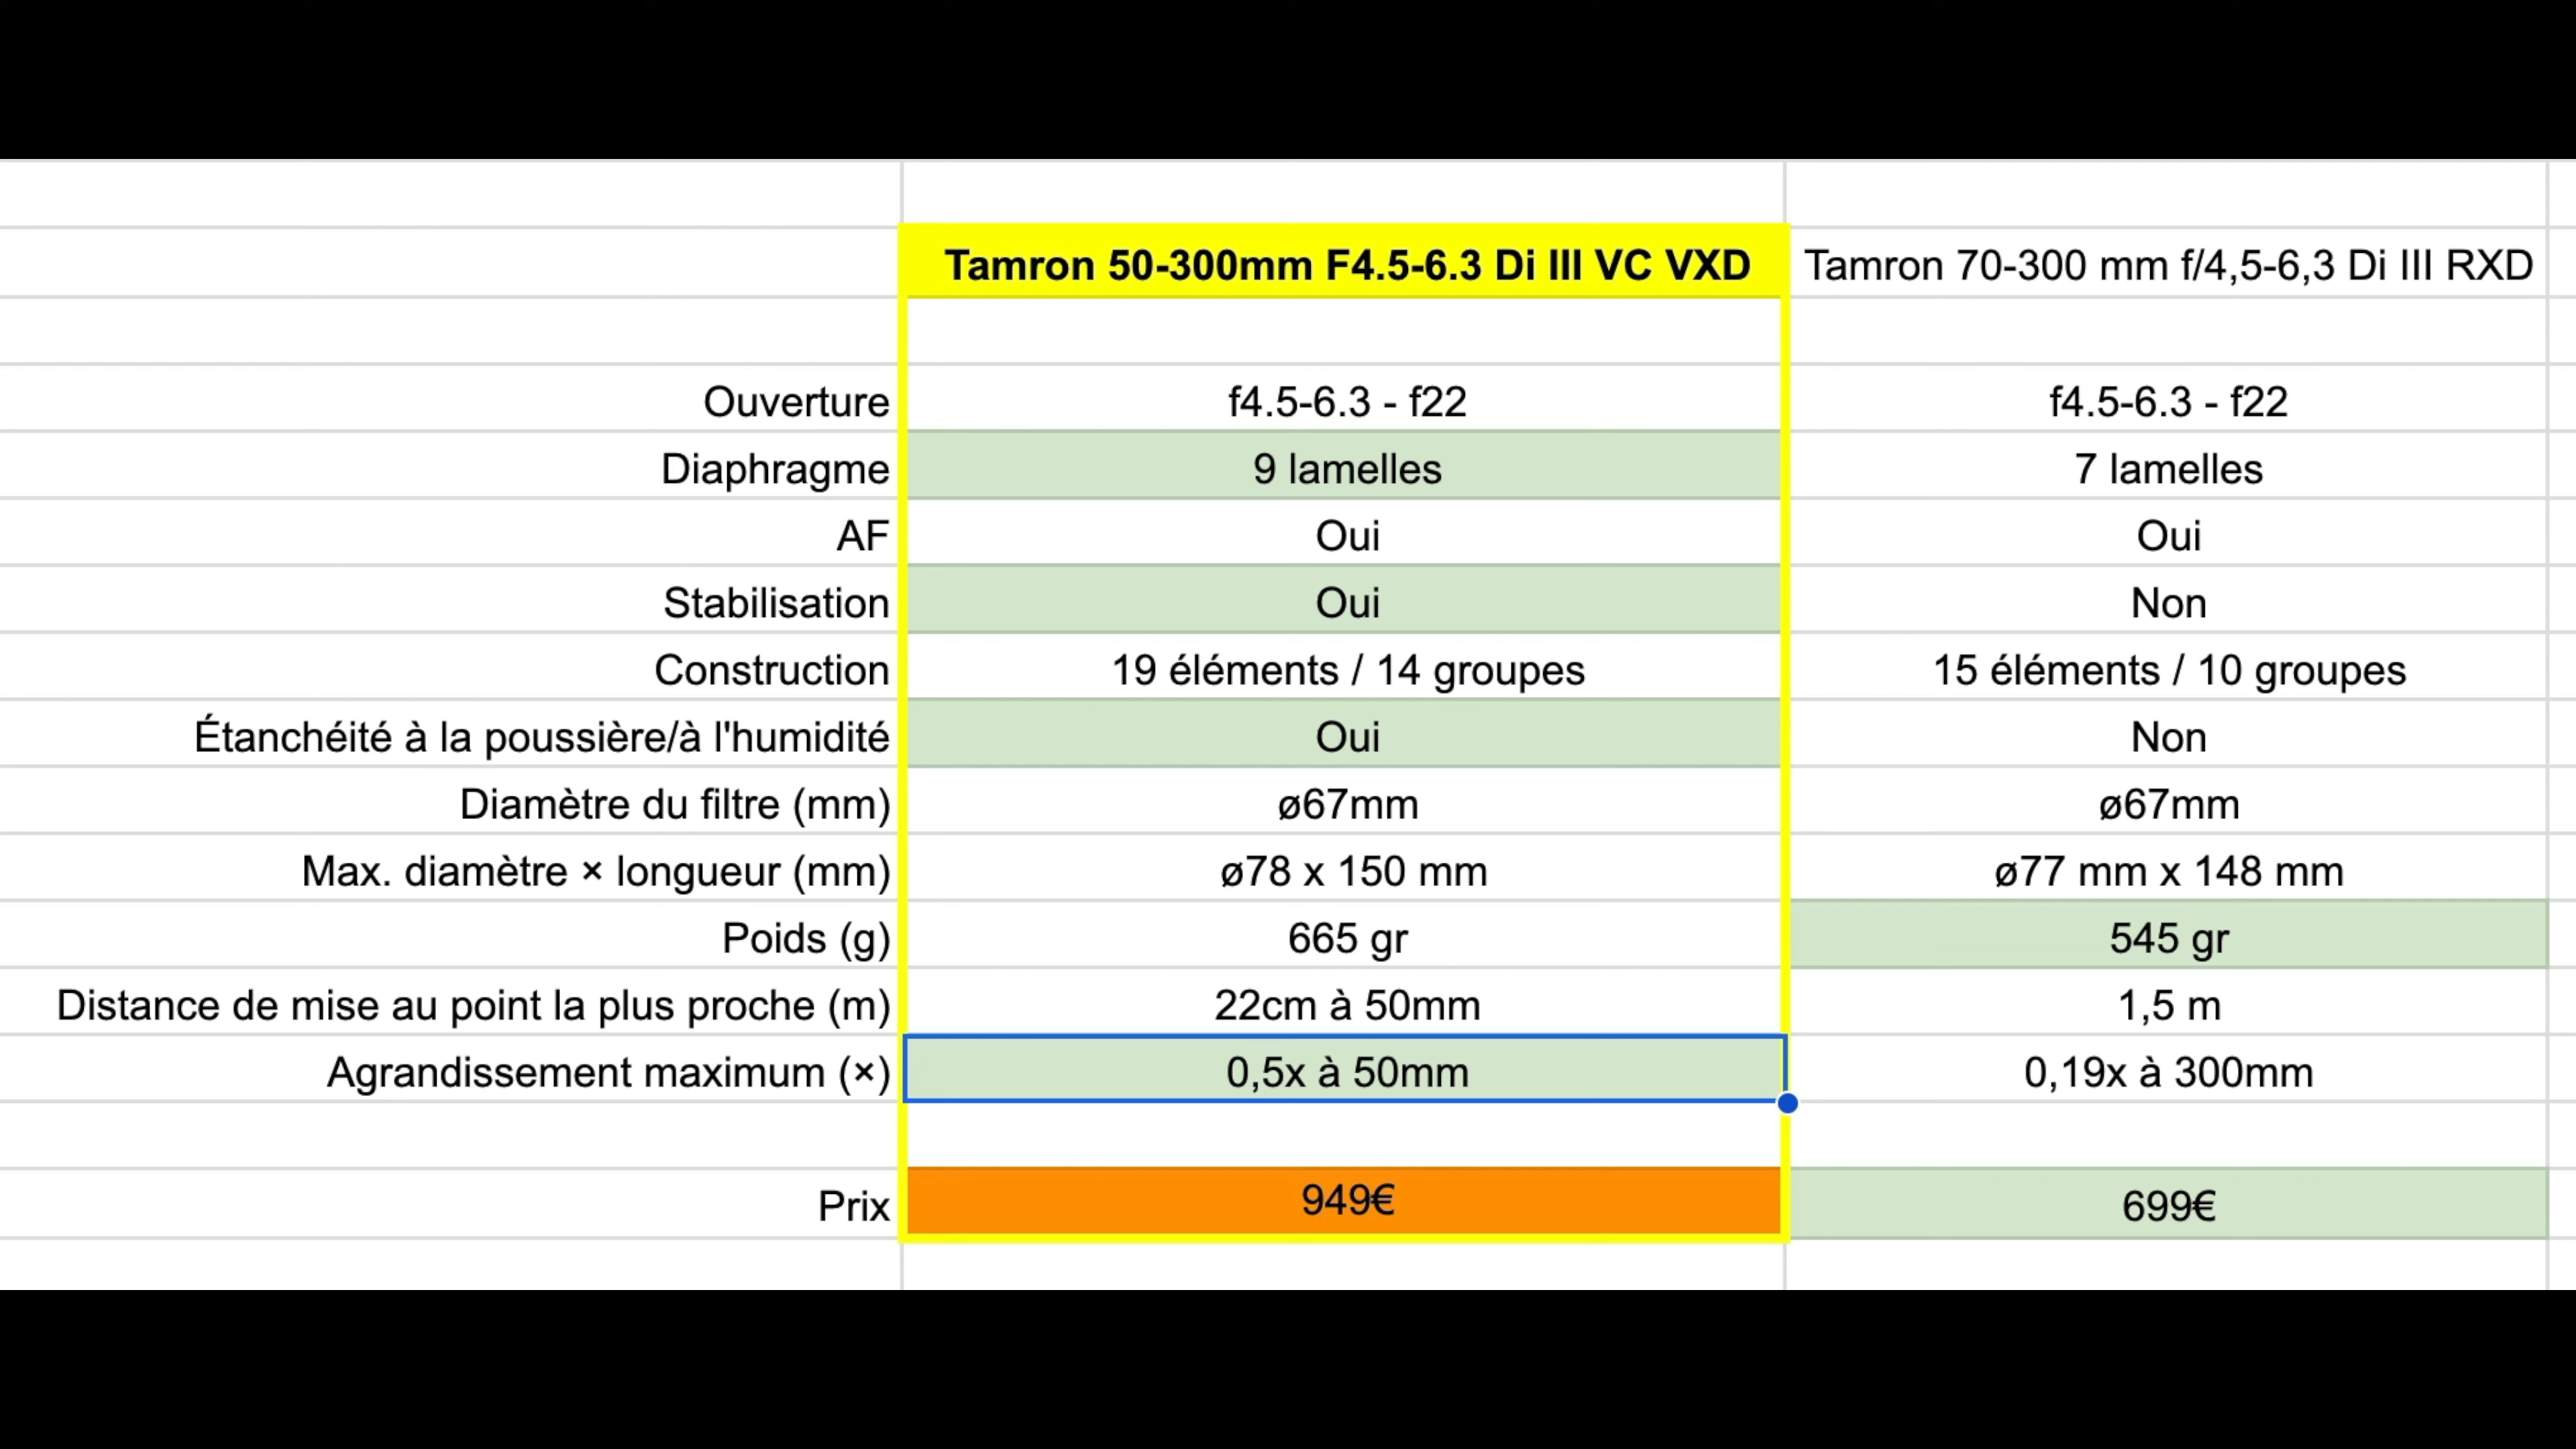 Tamron 50-300mm F4.5-6.3 Di III VC VXD Tamron 70-300 mm f/4,5-6,3 Di III RXD
Ouverture f4.5-6.3 - f22 f4.5-6.3 - f22
Diaphragme 9 lamelles 7 lamelles
AF Oui Oui
Stabilisation Oui Non
Construction 19 éléments / 14 groupes 15 éléments / 10 groupes
Étanchéité à la poussière/à l'humidité Oui Non
Diamètre du filtre (mm) ø67mm ø67mm
Max. diamètre × longueur (mm) ø78 x 150 mm ø77 mm x 148 mm
Poids (g) 665 gr 545 gr
Distance de mise au point la plus proche (m) 22cm à 50mm 1,5 m
Agrandissement maximum (×) 0,5x à 50mm 0,19x à 300mm
Prix 949€ 699€